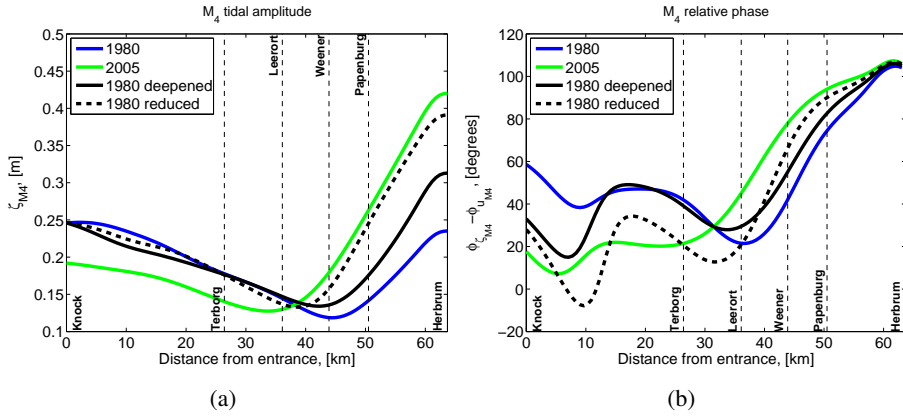 M4 tidal amplitude
ζM4, [m]
0.5
0.45
0.4
0.35
0.3
0.25
0.2
0.15
0.1
1980
2005
1980 deepened
1980 reduced
Knock
Terborg
Leerort
Weener
Papenburg
Herbrum
0 10 20 30 40 50 60
Distance from entrance, [km]
(a)
M4 relative phase
ϕζM4 −ϕuM4, [degrees]
120
100
80
60
40
20
0
−20
1980
2005
1980 deepened
1980 reduced
Knock
Terborg
Leerort
Weener
Papenburg
Herbrum
0 10 20 30 40 50 60
Distance from entrance, [km]
(b)